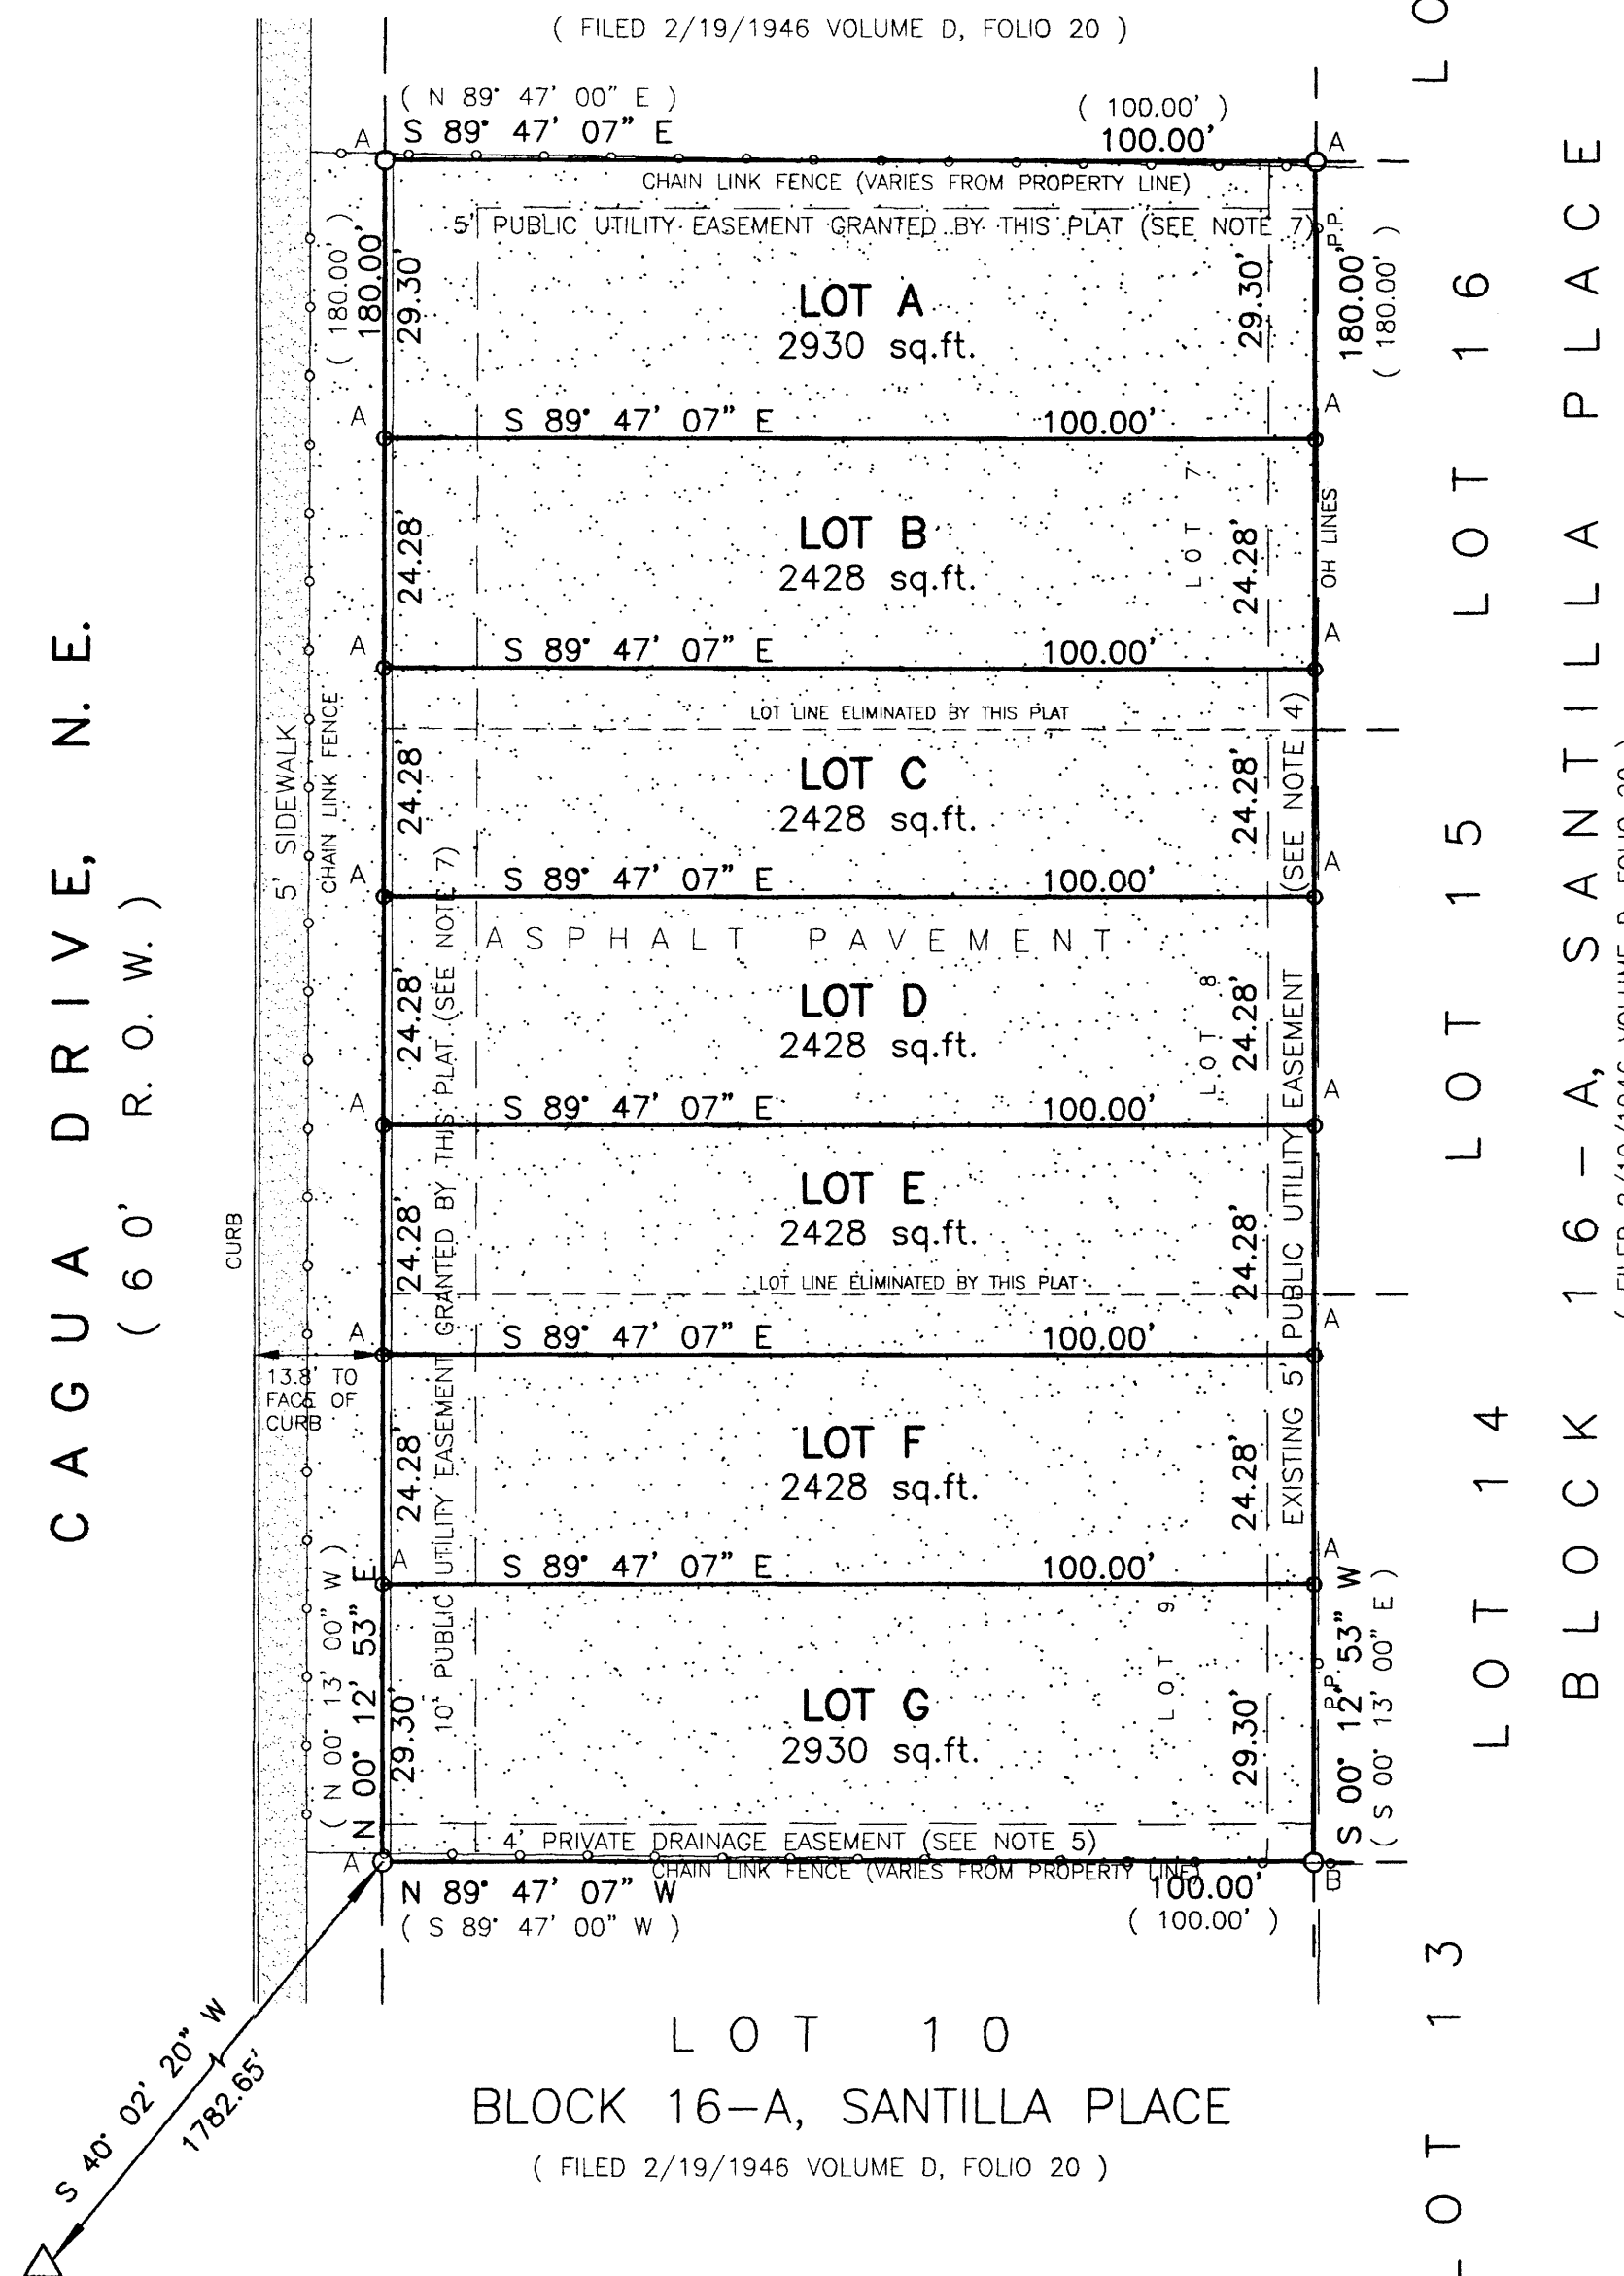 ( FILED 2/19/1946 VOLUME D, FOLIO 20 )
( N 89° 47' 00" E )
( 100.00' )
S 89° 47' 07" E
100.00'
A
A
CHAIN LINK FENCE (VARIES FROM PROPERTY LINE)
5' PUBLIC UTILITY EASEMENT GRANTED BY THIS PLAT (SEE NOTE 7)
P.P.
( 180.00' )
180.00'
29.30'
LOT A
2930 sq.ft.
29.30'
180.00'
( 180.00' )
A
S 89° 47' 07" E
100.00'
A
24.28'
LOT B
2428 sq.ft.
LOT 7
24.28'
OH LINES
A
S 89° 47' 07" E
100.00'
A
LOT LINE ELIMINATED BY THIS PLAT
24.28'
LOT C
2428 sq.ft.
24.28'
A
S 89° 47' 07" E
100.00'
A
ASPHALT PAVEMENT
24.28'
LOT D
2428 sq.ft.
LOT 8
24.28'
A
S 89° 47' 07" E
100.00'
A
24.28'
LOT E
2428 sq.ft.
24.28'
LOT LINE ELIMINATED BY THIS PLAT
A
S 89° 47' 07" E
100.00'
A
24.28'
LOT F
2428 sq.ft.
24.28'
A
S 89° 47' 07" E
100.00'
A
29.30'
LOT G
2930 sq.ft.
LOT 9
29.30'
P.P.
4' PRIVATE DRAINAGE EASEMENT (SEE NOTE 5)
A
CHAIN LINK FENCE (VARIES FROM PROPERTY LINE)
B
N 89° 47' 07" W
100.00'
( S 89° 47' 00" W )
( 100.00' )
CAGUA DRIVE, N. E.
( 60' R. O. W. )
CURB
5' SIDEWALK
CHAIN LINK FENCE
13.8' TO
FACE OF
CURB
( N 00° 13' 00" W )
N 00° 12' 53" E
10' PUBLIC UTILITY EASEMENT GRANTED BY THIS PLAT (SEE NOTE 7)
EXISTING 5' PUBLIC UTILITY EASEMENT (SEE NOTE 4)
S 00° 12' 53" W
( S 00° 13' 00" E )
LOT 16
LOT 15
LOT 14
LOT 13
BLOCK 16-A, SANTILLA PLACE
S 40° 02' 20" W
1782.65'
LOT 10
BLOCK 16-A, SANTILLA PLACE
( FILED 2/19/1946 VOLUME D, FOLIO 20 )